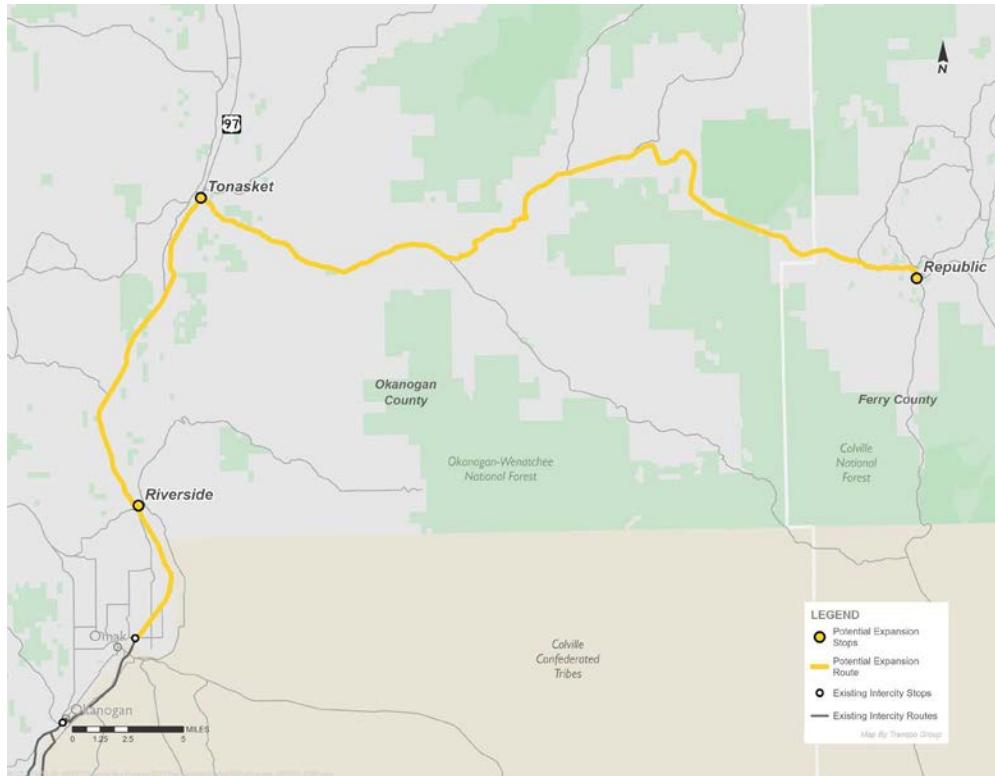 N
97
Tonasket
Republic
Okanogan
County
Ferry County
Okanogan-Wenatchee
National Forest
Colville
National
Forest
Riverside
Omak
Colville
Confederated
Tribes
Okanogan
MILES
0 1.25 2.5 5
LEGEND
Potential Expansion
Stops
Potential Expansion
Route
Existing Intercity Stops
Existing Intercity Routes
Map By Transpo Group